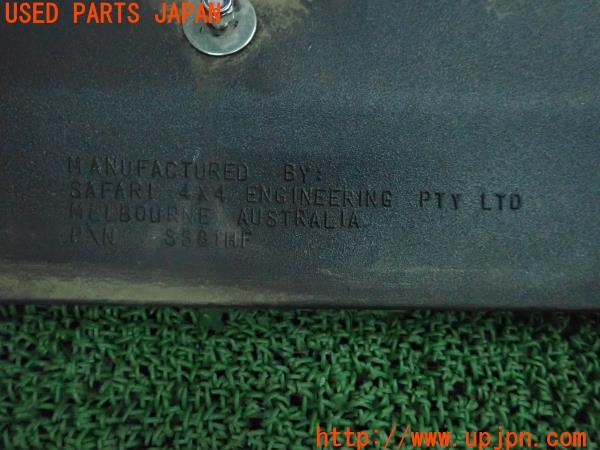 USED PARTS JAPAN
MANUFACTURED BY:
SAFARI 4X4 ENGINEERING PTY LTD
MELBOURNE AUSTRALIA
P\N SS81HF
http://www.upjpn.com